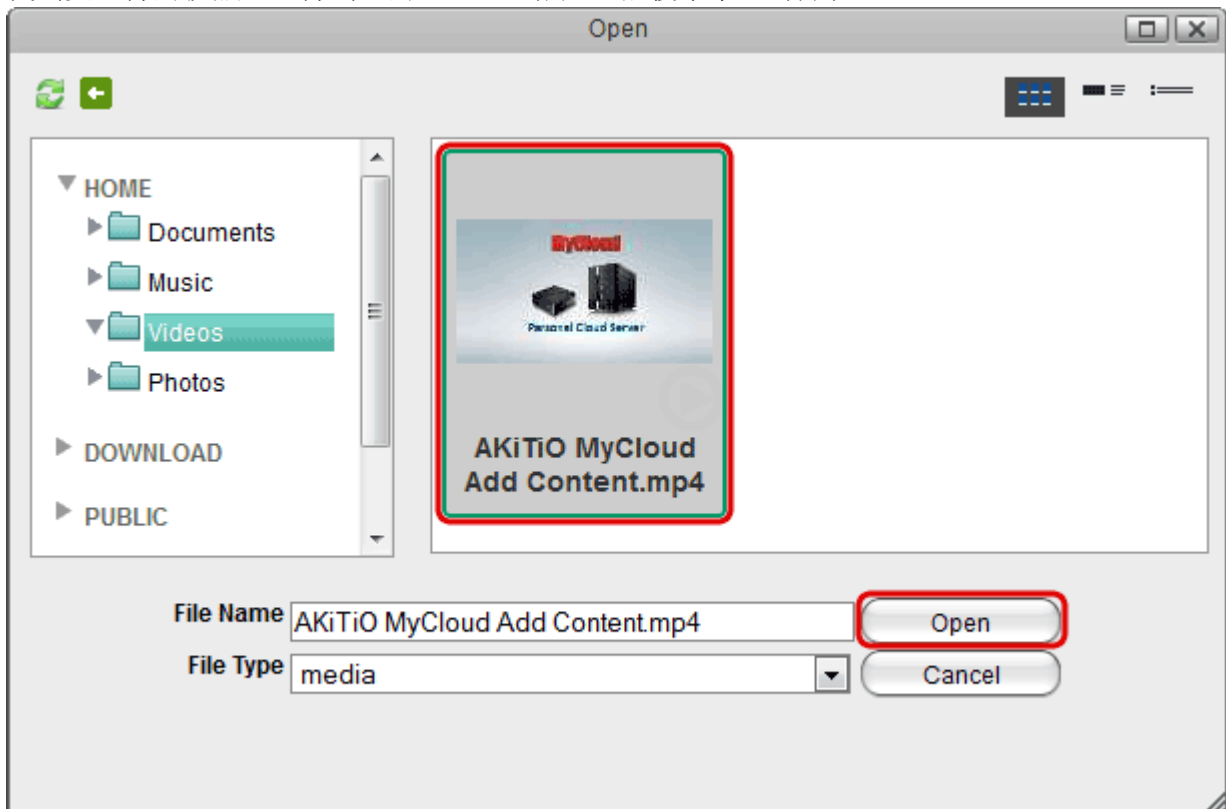 Open
HOME
Documents
Music
Videos
Photos
DOWNLOAD
PUBLIC
MyCloud
Personal Cloud Server
AKiTiO MyCloud
Add Content.mp4
File Name AKiTiO MyCloud Add Content.mp4 Open
File Type media Cancel